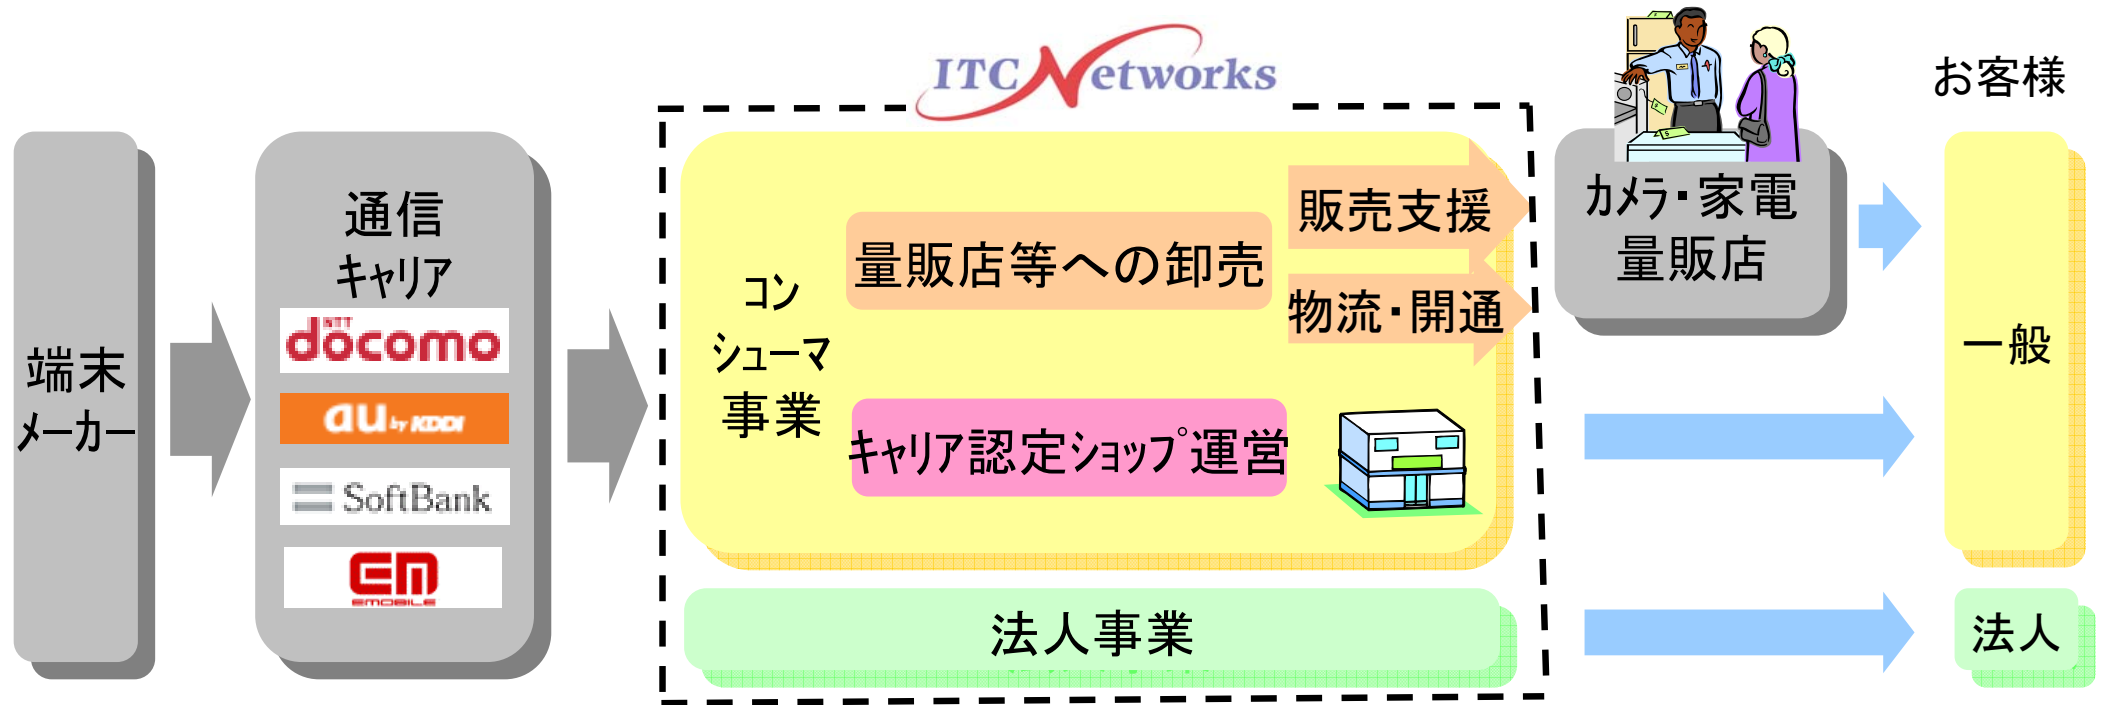 ITCNetworks
お客様
端末
メーカー
通信
キャリア
NTT
docomo
au by KDDI
SoftBank
EM
EMOBILE
コン
シューマ
事業
量販店等への卸売
販売支援
物流・開通
キャリア認定ショップ運営
法人事業
カメラ・家電
量販店
一般
法人